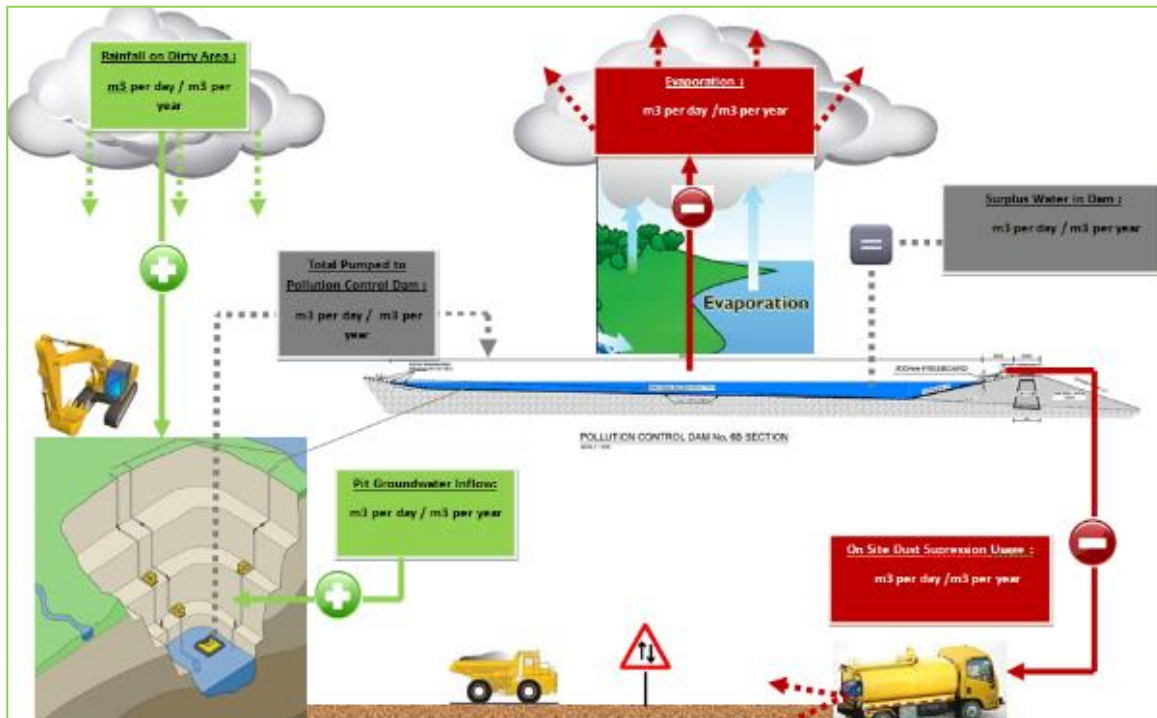 Rainfall on Dirty Area :
m3 per day / m3 per
year
Evaporation :
m3 per day /m3 per year
Surplus Water in Dam :
m3 per day / m3 per year
Total Pumped to
Pollution Control Dam :
m3 per day / m3 per
year
Evaporation
POLLUTION CONTROL DAM No. 6B SECTION
Pit Groundwater Inflow:
m3 per day / m3 per year
On Site Dust Supression Usage :
m3 per day /m3 per year